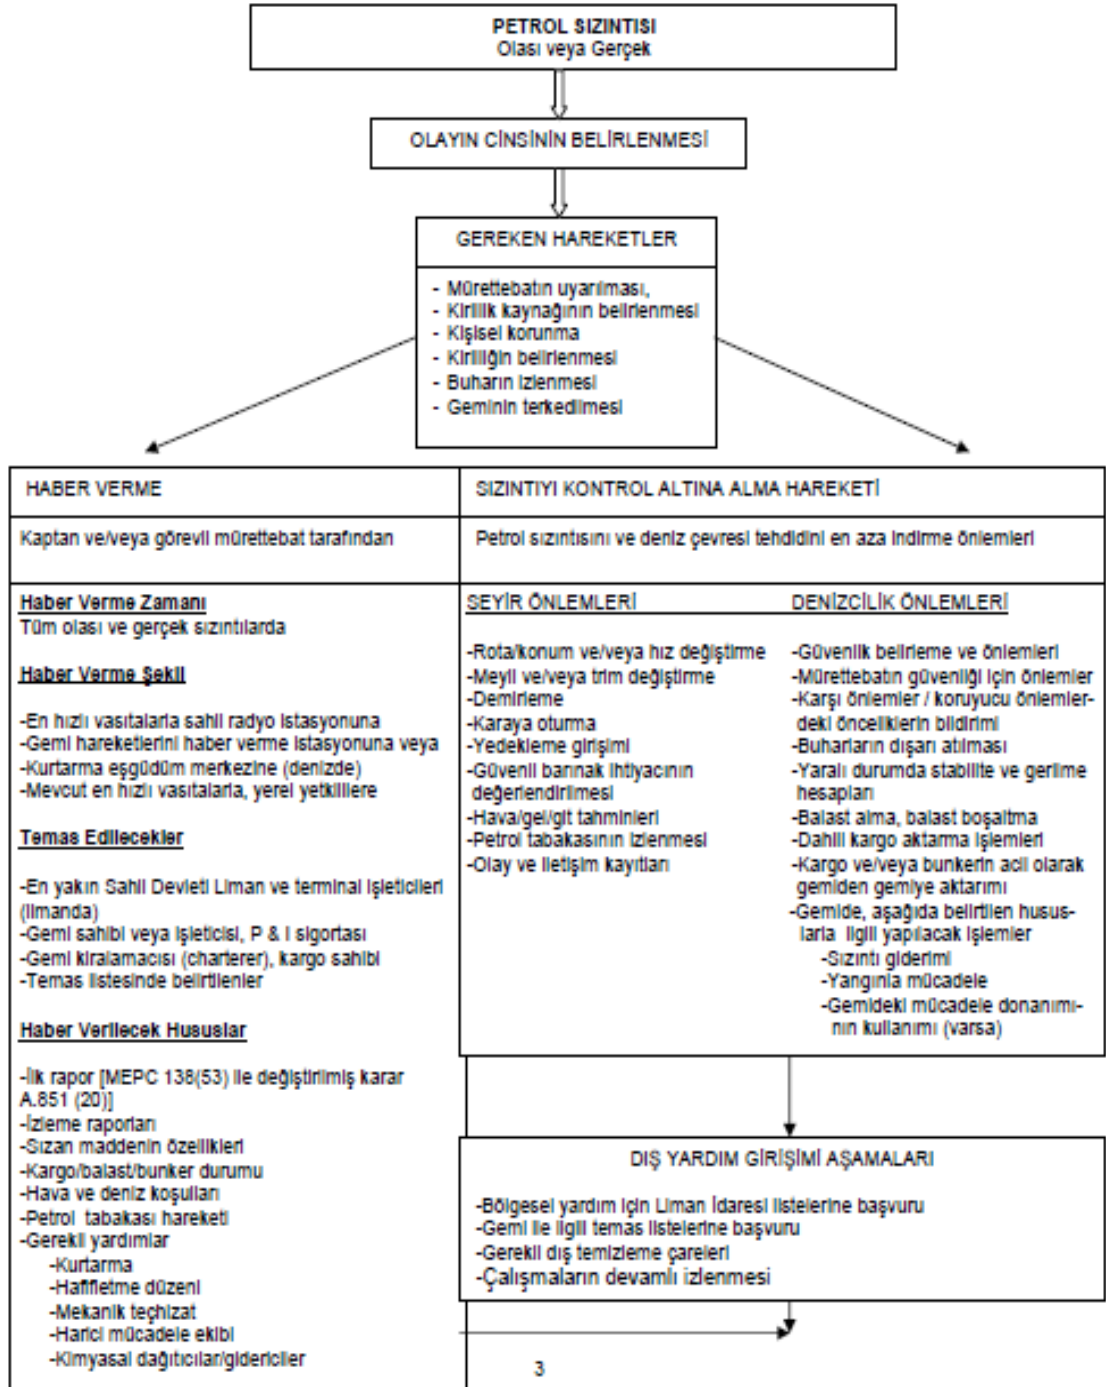 PETROL SIZINTISI
Olası veya Gerçek
OLAYIN CİNSİNİN BELİRLENMESİ
GEREKEN HAREKETLER
- Mürettebatın uyarılması,
- Kirlilik kaynağının belirlenmesi
- Kişisel korunma
- Kirliliğin belirlenmesi
- Buharın izlenmesi
- Geminin terkedilmesi
HABER VERME
Kaptan ve/veya görevli mürettebat tarafından
Haber Verme Zamanı
Tüm olası ve gerçek sızıntılarda
Haber Verme Şekli
-En hızlı vasıtalarla sahil radyo istasyonuna
-Gemi hareketlerini haber verme istasyonuna veya
-Kurtarma eşgüdüm merkezine (denizde)
-Mevcut en hızlı vasıtalarla, yerel yetkililere
Temas Edilecekler
-En yakın Sahil Devleti Liman ve terminal işleticileri
(limanda)
-Gemi sahibi veya işleticisi, P & I sigortası
-Gemi kiralamacısı (charterer), kargo sahibi
-Temas listesinde belirtilenler
Haber Verilecek Hususlar
-İlk rapor [MEPC 138(53) ile değiştirilmiş karar
A.851 (20)]
-İzleme raporları
-Sızan maddenin özellikleri
-Kargo/balast/bunker durumu
-Hava ve deniz koşulları
-Petrol tabakası hareketi
-Gerekli yardımlar
-Kurtarma
-Hafifletme düzeni
-Mekanik teçhizat
-Harici mücadele ekibi
-Kimyasal dağıtıcılar/gidericiler
SIZINTIYI KONTROL ALTINA ALMA HAREKETİ
Petrol sızıntısını ve deniz çevresi tehdidini en aza indirme önlemleri
SEYİR ÖNLEMLERİ
-Rota/konum ve/veya hız değiştirme
-Meyil ve/veya trim değiştirme
-Demirleme
-Karaya oturma
-Yedekleme girişimi
-Güvenli barınak ihtiyacının
değerlendirilmesi
-Hava/gel/git tahminleri
-Petrol tabakasının izlenmesi
-Olay ve iletişim kayıtları
DENİZCİLİK ÖNLEMLERİ
-Güvenlik belirleme ve önlemleri
-Mürettebatın güvenliği için önlemler
-Karşı önlemler / koruyucu önlemler-
deki önceliklerin bildirimi
-Buharların dışarı atılması
-Yaralı durumda stabilite ve gerilme
hesapları
-Balast alma, balast boşaltma
-Dahili kargo aktarma işlemleri
-Kargo ve/veya bunkerin acil olarak
gemiden gemiye aktarımı
-Gemide, aşağıda belirtilen husus-
larla ilgili yapılacak işlemler
-Sızıntı giderimi
-Yangınla mücadele
-Gemideki mücadele donanımı-
nın kullanımı (varsa)
DIŞ YARDIM GİRİŞİMİ AŞAMALARI
-Bölgesel yardım için Liman İdaresi listelerine başvuru
-Gemi ile ilgili temas listelerine başvuru
-Gerekli dış temizleme çareleri
-Çalışmaların devamlı izlenmesi
3